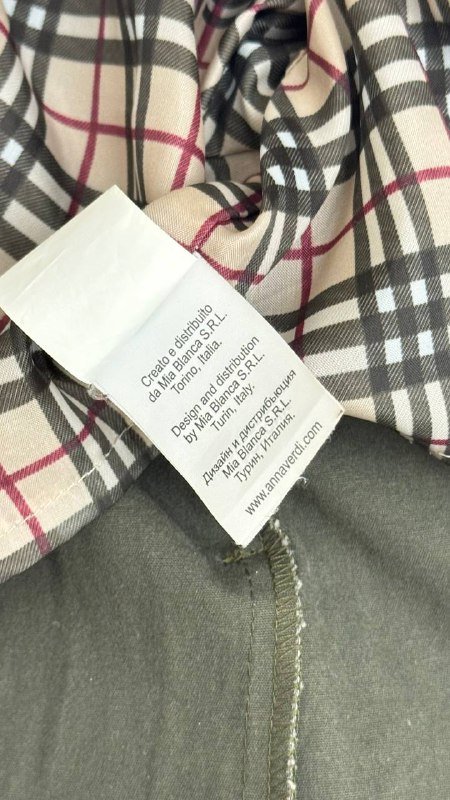 Creato e distribuito
da Mia Bianca S.R.L.
Torino, Italia.
Design and distribution
by Mia Bianca S.R.L.
Turin, Italy.
Дизайн и дистрибьюция
Mia Bianca S.R.L.
Турин, Италия.
www.annaverdi.com